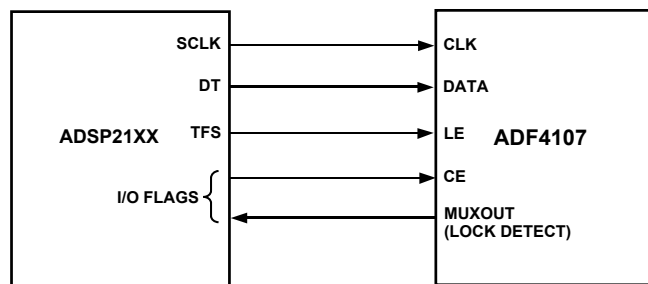 SCLK
CLK
DT
DATA
ADSP21XX
TFS
LE
ADF4107
I/O FLAGS
CE
MUXOUT
(LOCK DETECT)